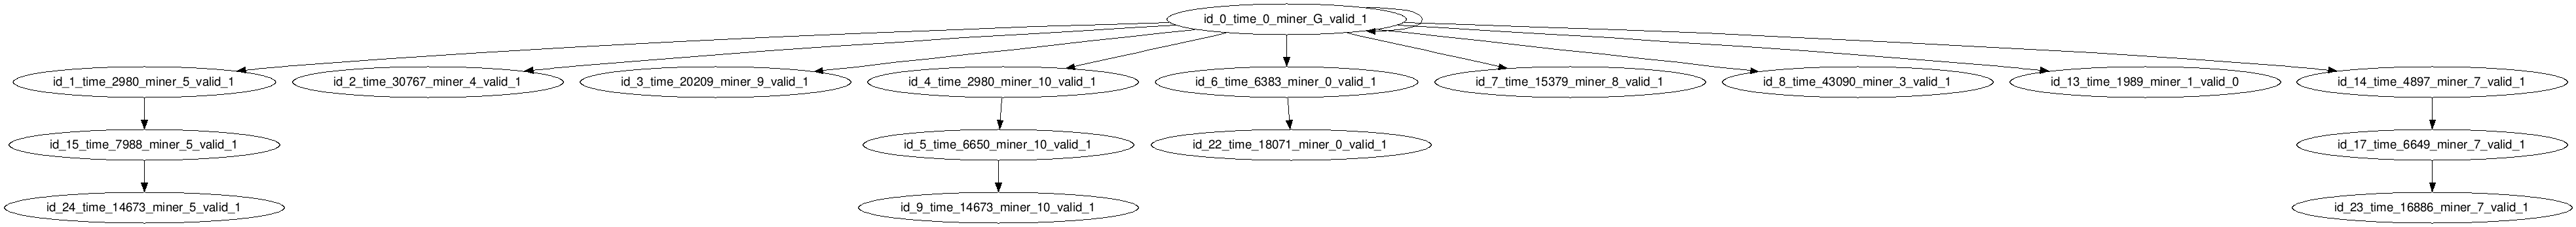 id_0_time_0_miner_G_valid_1
id_1_time_2980_miner_5_valid_1
id_2_time_30767_miner_4_valid_1
id_3_time_20209_miner_9_valid_1
id_4_time_2980_miner_10_valid_1
id_6_time_6383_miner_0_valid_1
id_7_time_15379_miner_8_valid_1
id_8_time_43090_miner_3_valid_1
id_13_time_1989_miner_1_valid_0
id_14_time_4897_miner_7_valid_1
id_15_time_7988_miner_5_valid_1
id_5_time_6650_miner_10_valid_1
id_22_time_18071_miner_0_valid_1
id_17_time_6649_miner_7_valid_1
id_24_time_14673_miner_5_valid_1
id_9_time_14673_miner_10_valid_1
id_23_time_16886_miner_7_valid_1